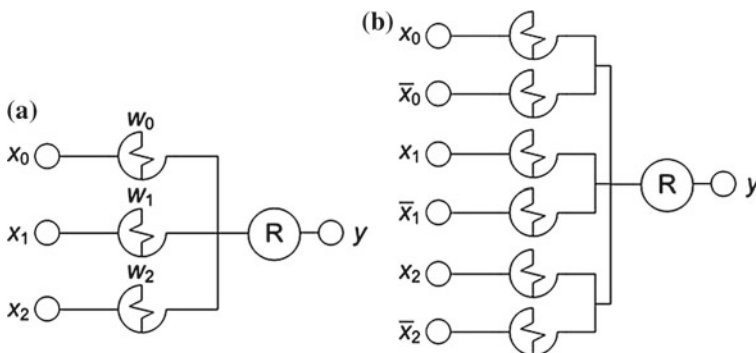 (a)
x₀
w₀
x₁
w₁
R
y
x₂
w₂
(b)
x₀
x̅₀
x₁
R
y
x̅₁
x₂
x̅₂